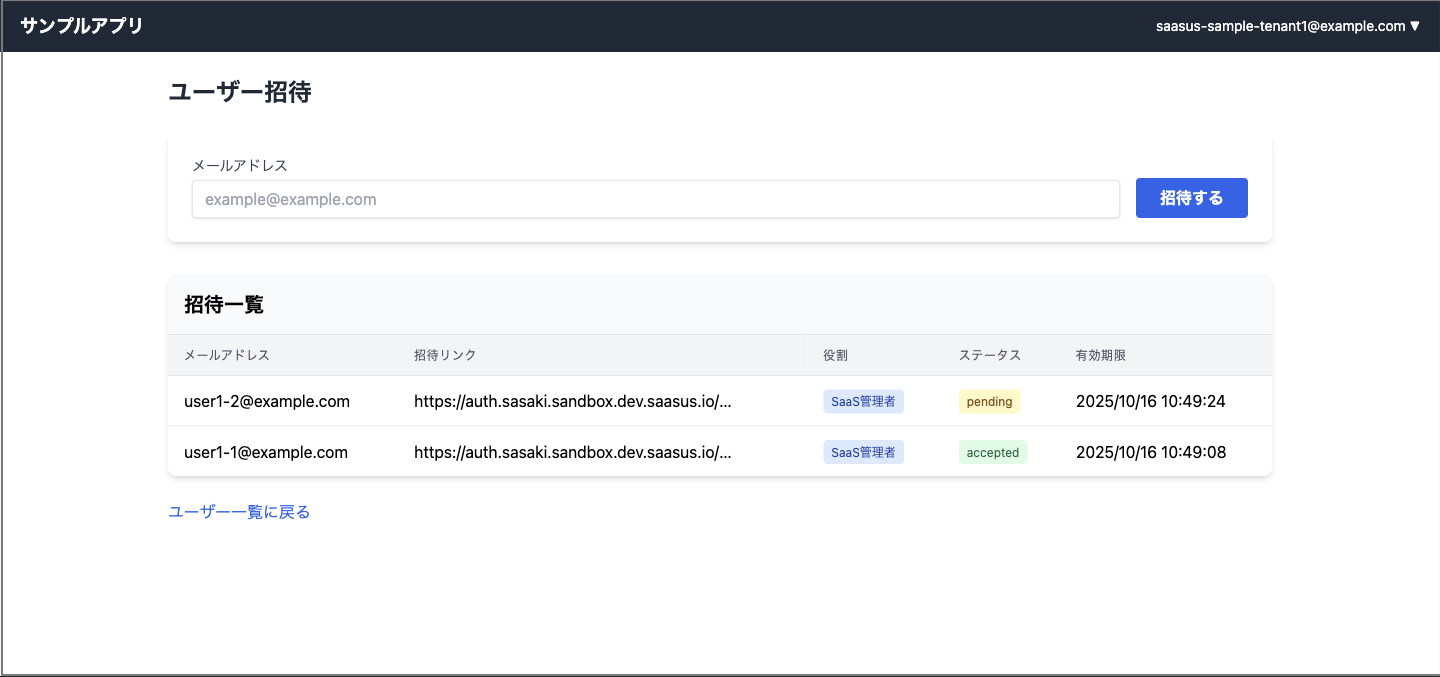 サンプルアプリ saasus-sample-tenant1@example.com ▼
ユーザー招待
メールアドレス
example@example.com 招待する
招待一覧
メールアドレス 招待リンク 役割 ステータス 有効期限
user1-2@example.com https://auth.sasaki.sandbox.dev.saasus.io/... SaaS管理者 pending 2025/10/16 10:49:24
user1-1@example.com https://auth.sasaki.sandbox.dev.saasus.io/... SaaS管理者 accepted 2025/10/16 10:49:08
ユーザー一覧に戻る